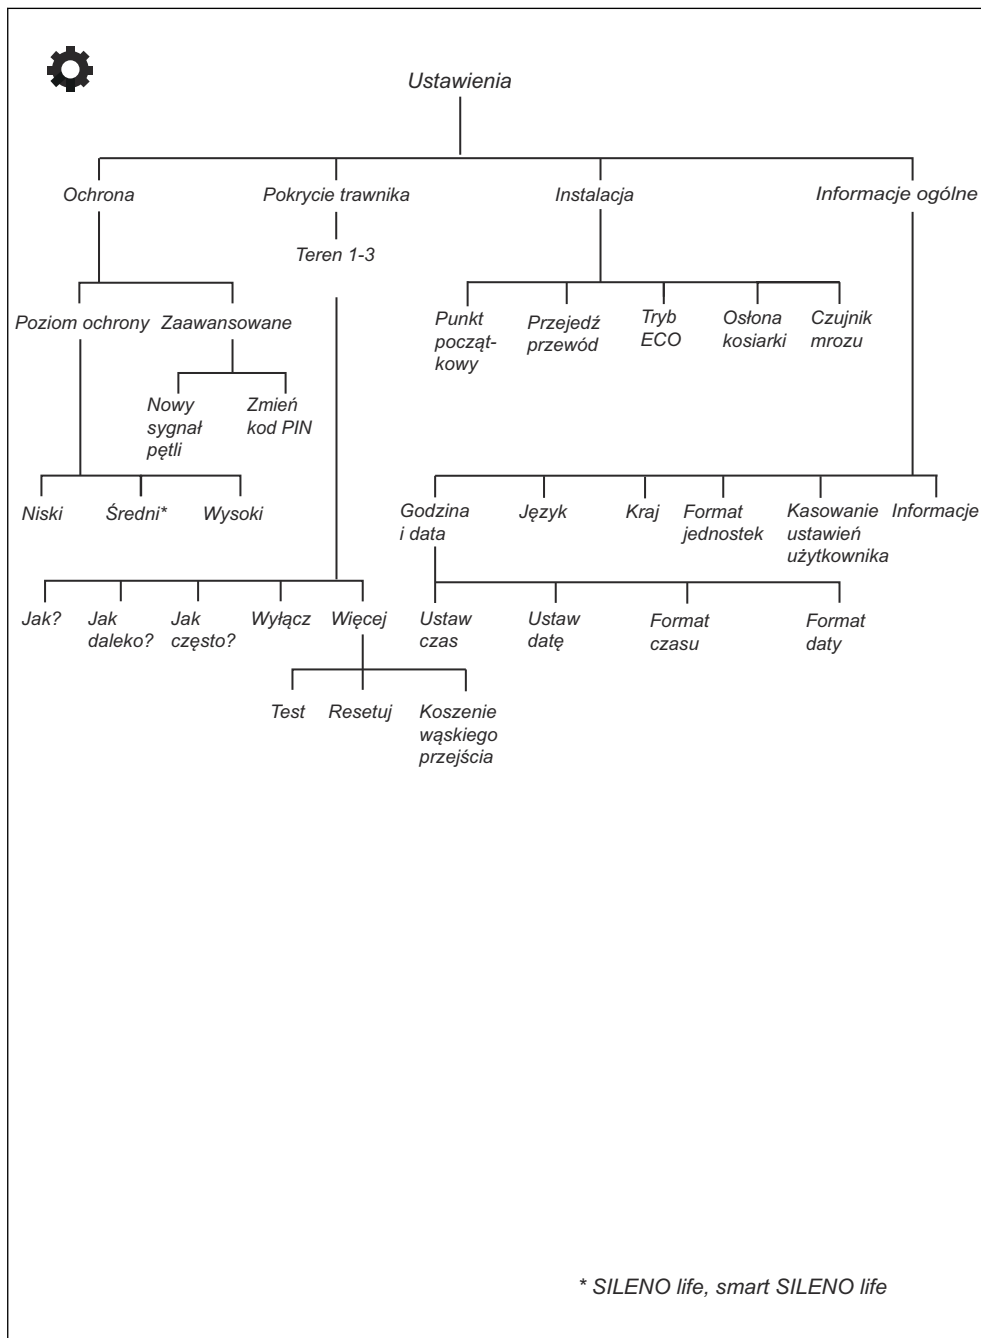 Ustawienia
Ochrona
Pokrycie trawnika
Instalacja
Informacje ogólne
Teren 1-3
Poziom ochrony
Zaawansowane
Punkt
począt-
kowy
Przejedź
przewód
Tryb
ECO
Osłona
kosiarki
Czujnik
mrozu
Nowy
sygnał
pętli
Zmień
kod PIN
Niski
Średni*
Wysoki
Godzina
i data
Język
Kraj
Format
jednostek
Kasowanie
ustawień
użytkownika
Informacje
Jak?
Jak
daleko?
Jak
często?
Wyłącz
Więcej
Ustaw
czas
Ustaw
datę
Format
czasu
Format
daty
Test
Resetuj
Koszenie
wąskiego
przejścia
* SILENO life, smart SILENO life